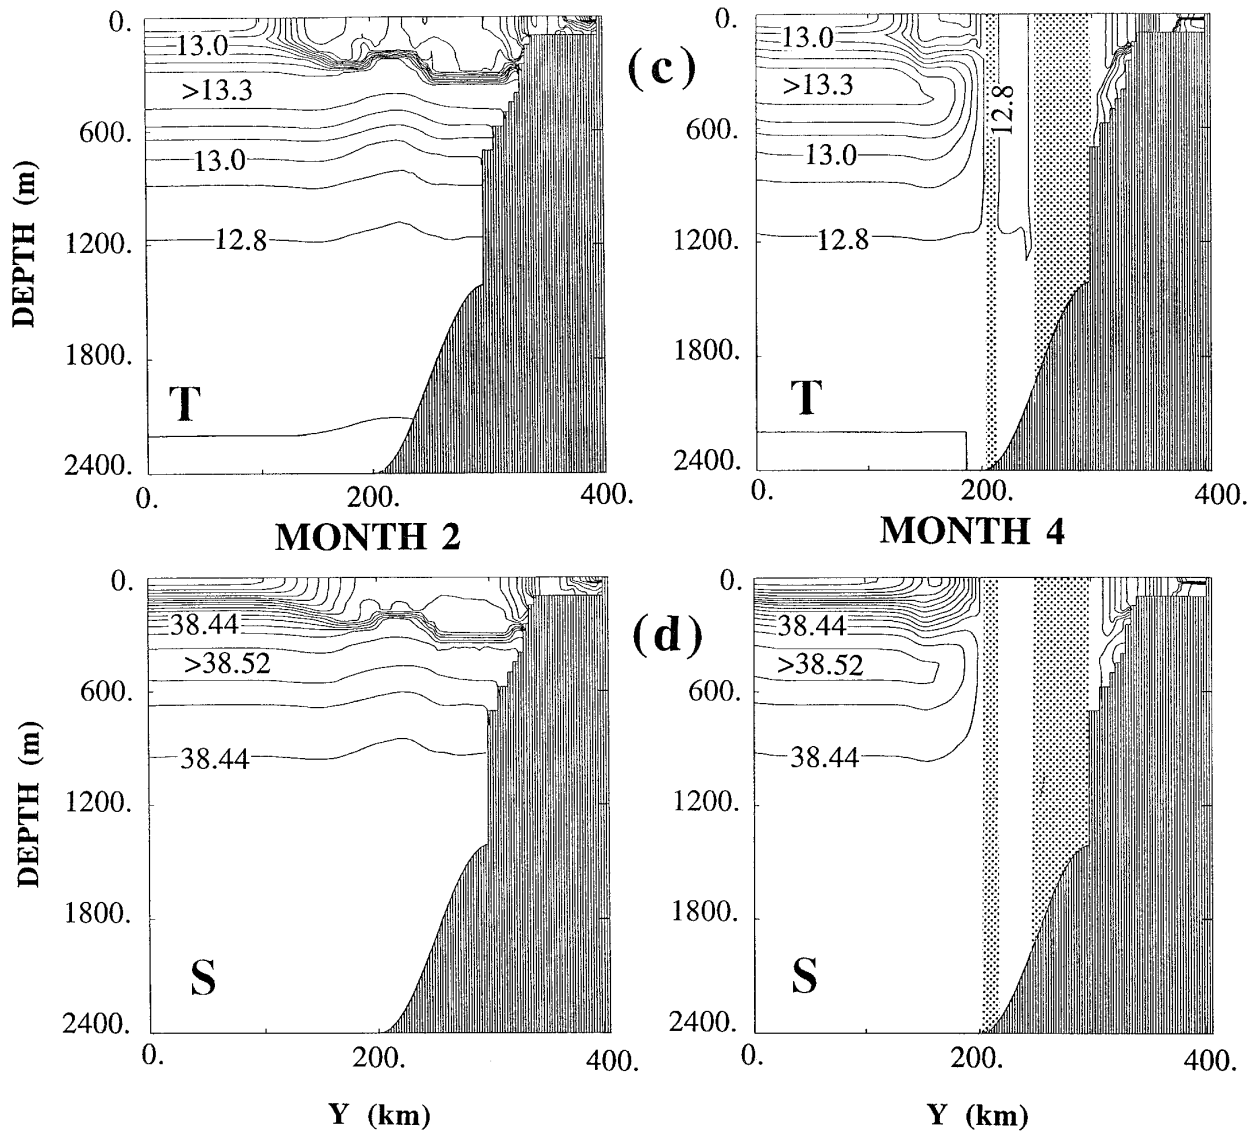 0. 0.
13.0 13.0
(c)
>13.3 >13.3
12.8
600. 600.
13.0 13.0
DEPTH (m)
1200. 12.8 1200. 12.8
1800. 1800.
T T
2400. 2400.
0. 200. 400. 0. 200. 400.
MONTH 2 MONTH 4
0. 0.
38.44 (d) 38.44
>38.52 >38.52
600. 600.
38.44 38.44
DEPTH (m)
1200. 1200.
1800. 1800.
S S
2400. 2400.
0. 200. 400. 0. 200. 400.
Y (km) Y (km)